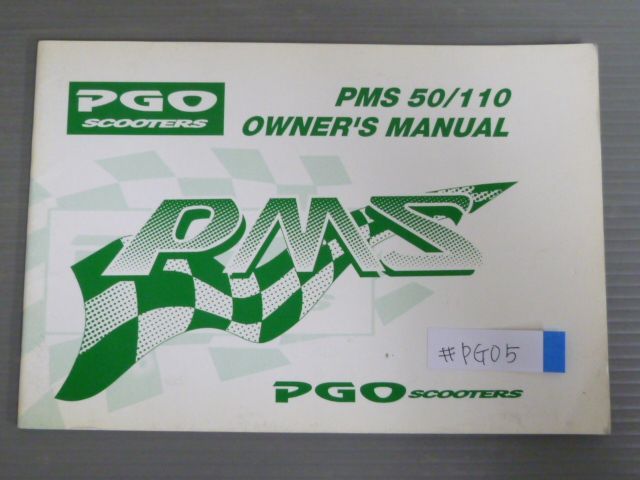 PGO
SCOOTERS
PMS 50/110
OWNER'S MANUAL
PMS
#PG05
PGO SCOOTERS